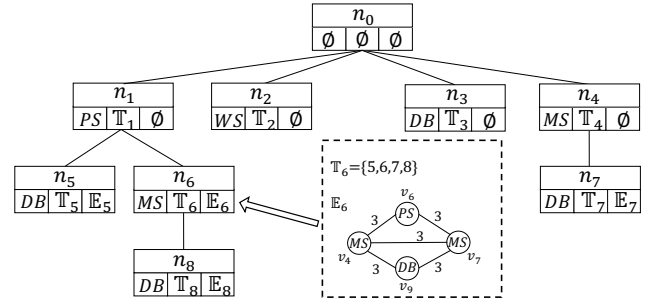 n₀
∅ ∅ ∅
n₁ n₂ n₃ n₄
PS 𝕋₁ ∅ WS 𝕋₂ ∅ DB 𝕋₃ ∅ MS 𝕋₄ ∅
n₅ n₆ n₇
DB 𝕋₅ 𝔼₅ MS 𝕋₆ 𝔼₆ DB 𝕋₇ 𝔼₇
n₈
DB 𝕋₈ 𝔼₈
𝕋₆={5,6,7,8}
𝔼₆
v₆
PS
3 3
MS 3 MS
v₄ v₇
3 DB 3
v₉